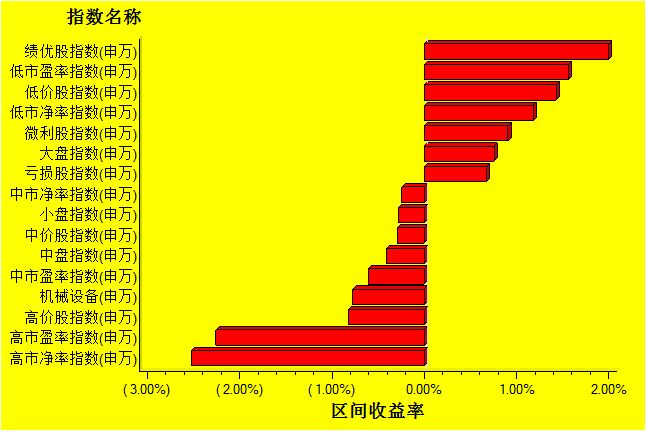 指数名称
绩优股指数(申万)
低市盈率指数(申万)
低价股指数(申万)
低市净率指数(申万)
微利股指数(申万)
大盘指数(申万)
亏损股指数(申万)
中市净率指数(申万)
小盘指数(申万)
中价股指数(申万)
中盘指数(申万)
中市盈率指数(申万)
机械设备(申万)
高价股指数(申万)
高市盈率指数(申万)
高市净率指数(申万)
(3.00%) (2.00%) (1.00%) 0.00% 1.00% 2.00%
区间收益率